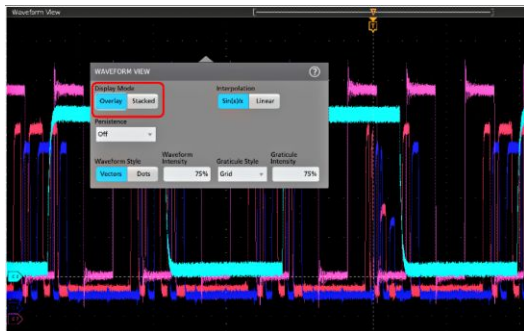 Waveform View
WAVEFORM VIEW
Display Mode
Interpolation
Overlay Stacked
Sin(x)/x Linear
Persistence
Off
Waveform Style
Waveform Intensity
Graticule Style
Graticule Intensity
Vectors Dots
75%
Grid
75%